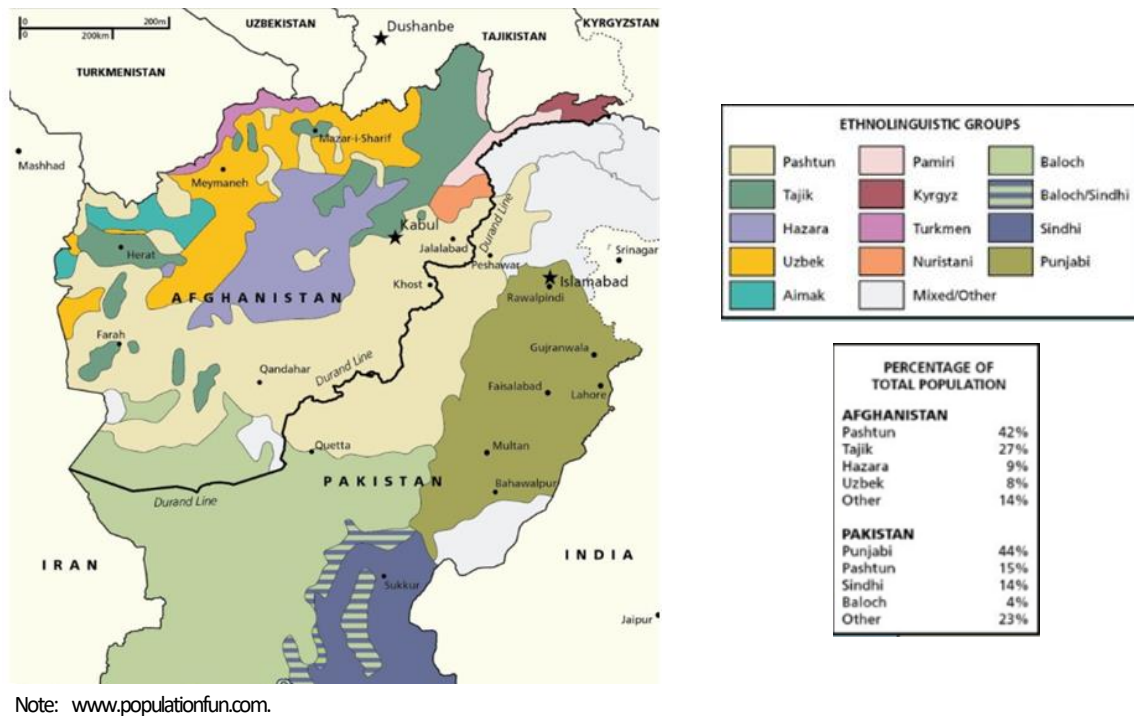 0 200m
0 200km
UZBEKISTAN
Dushanbe
KYRGYZSTAN
TAJIKISTAN
TURKMENISTAN
Mazar-i-Sharif
Mashhad
Meymaneh
Durand Line
Kabul
Herat
Jalalabad
Srinagar
Peshawar
Khost
Islamabad
AFGHANISTAN
Rawalpindi
Farah
Gujranwala
Durand Line
Qandahar
Faisalabad
Lahore
Quetta
Multan
PAKISTAN
Bahawalpur
Durand Line
INDIA
IRAN
Sukkur
Jaipur
ETHNOLINGUISTIC GROUPS
Pashtun Pamiri Baloch
Tajik Kyrgyz Baloch/Sindhi
Hazara Turkmen Sindhi
Uzbek Nuristani Punjabi
Aimak Mixed/Other
PERCENTAGE OF
TOTAL POPULATION
AFGHANISTAN
Pashtun 42%
Tajik 27%
Hazara 9%
Uzbek 8%
Other 14%
PAKISTAN
Punjabi 44%
Pashtun 15%
Sindhi 14%
Baloch 4%
Other 23%
Note: www.populationfun.com.